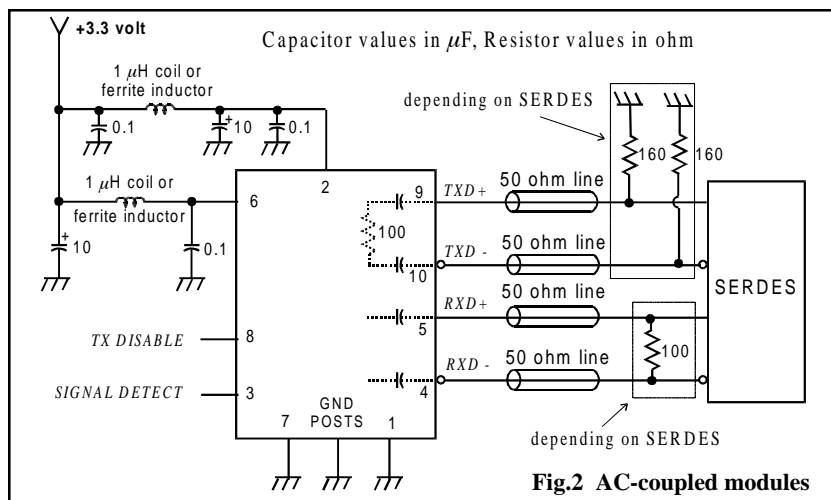 +3.3 volt
Capacitor values in µF, Resistor values in ohm
1 µH coil or
ferrite inductor
0.1
+
10
0.1
depending on SERDES
160
160
1 µH coil or
ferrite inductor
+
10
0.1
6
2
9
TXD+
50 ohm line
100
TXD -
50 ohm line
10
SERDES
RXD+
50 ohm line
5
100
TX DISABLE
8
RXD -
50 ohm line
SIGNAL DETECT
3
4
GND
POSTS
7
1
depending on SERDES
Fig.2 AC-coupled modules